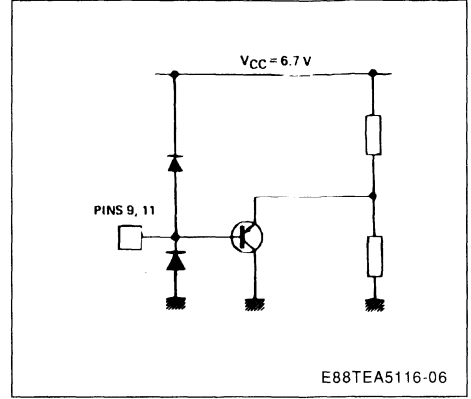 VCC = 6.7 V
PINS 9, 11
E88TEA5116-06